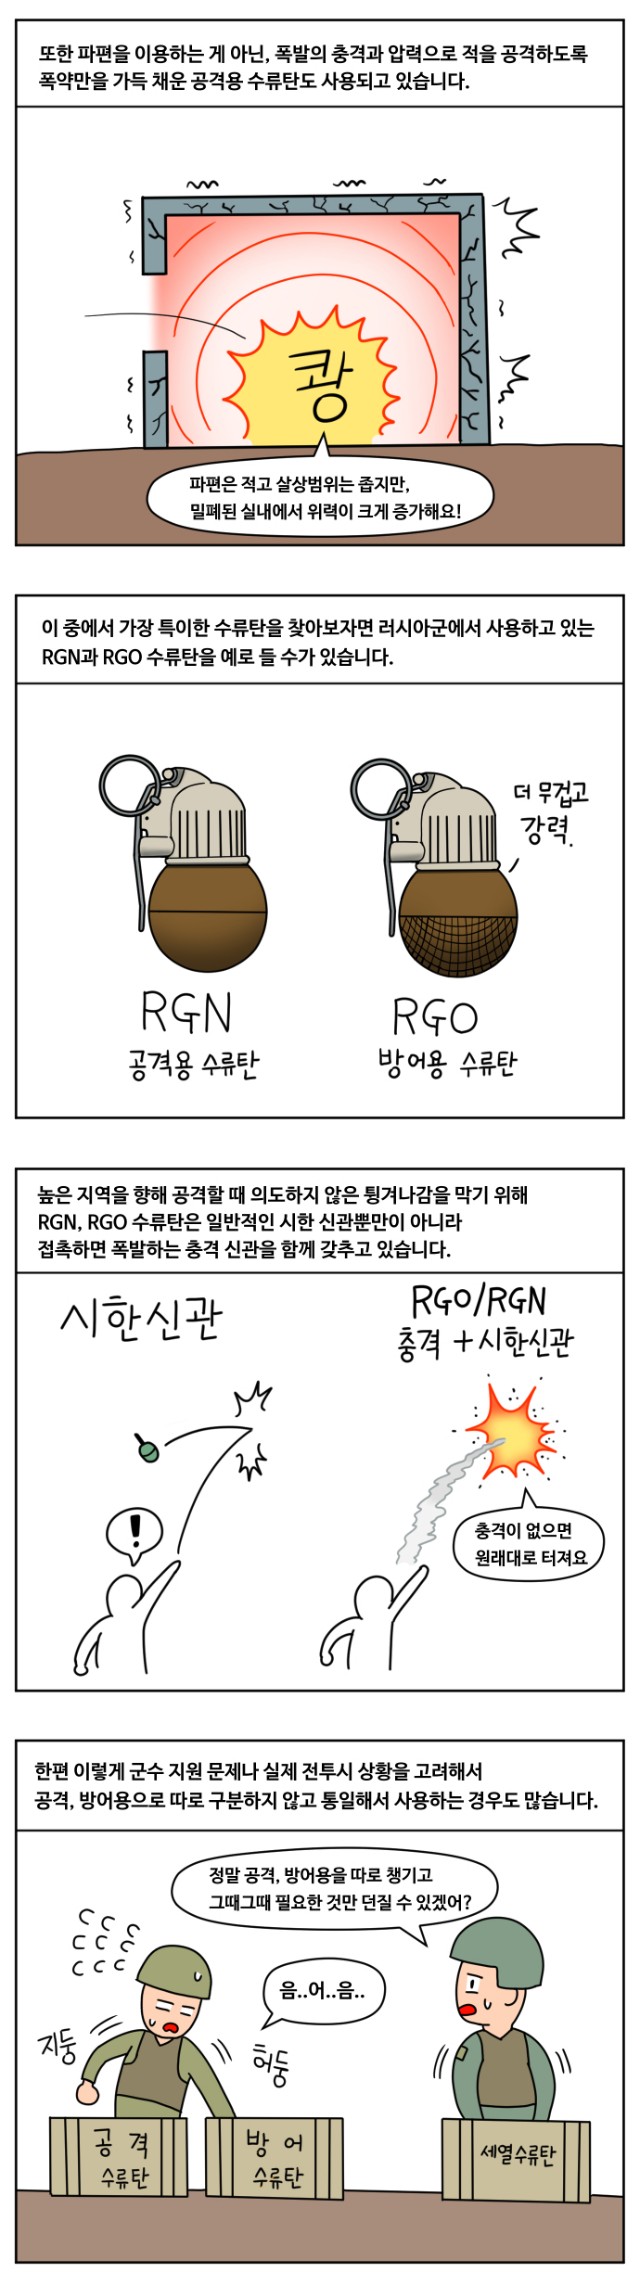 또한 파편을 이용하는 게 아닌, 폭발의 충격과 압력으로 적을 공격하도록
폭약만을 가득 채운 공격용 수류탄도 사용되고 있습니다.
쾅
파편은 적고 살상범위는 좁지만,
밀폐된 실내에서 위력이 크게 증가해요!
이 중에서 가장 특이한 수류탄을 찾아보자면 러시아군에서 사용하고 있는
RGN과 RGO 수류탄을 예로 들 수가 있습니다.
더 무겁고
강력.
RGN
공격용 수류탄
RGO
방어용 수류탄
높은 지역을 향해 공격할 때 의도하지 않은 튕겨나감을 막기 위해
RGN, RGO 수류탄은 일반적인 시한 신관뿐만이 아니라
접촉하면 폭발하는 충격 신관을 함께 갖추고 있습니다.
시한신관
RGO/RGN
충격 + 시한신관
!
충격이 없으면
원래대로 터져요
한편 이렇게 군수 지원 문제나 실제 전투시 상황을 고려해서
공격, 방어용으로 따로 구분하지 않고 통일해서 사용하는 경우도 많습니다.
정말 공격, 방어용을 따로 챙기고
그때그때 필요한 것만 던질 수 있겠어?
음..어..음..
지둥
허둥
공격
수류탄
방어
수류탄
세열수류탄